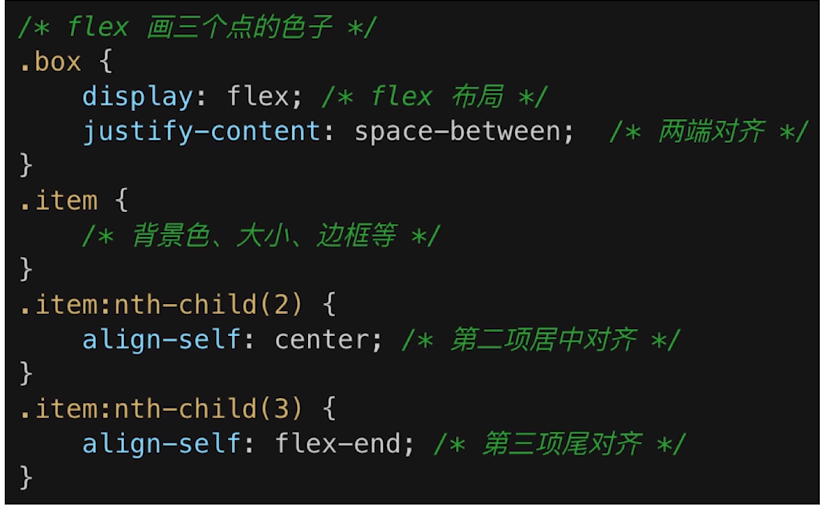 /* flex 画三个点的色子 */
.box {
    display: flex; /* flex 布局 */
    justify-content: space-between;  /* 两端对齐 */
}
.item {
    /* 背景色、大小、边框等 */
}
.item:nth-child(2) {
    align-self: center; /* 第二项居中对齐 */
}
.item:nth-child(3) {
    align-self: flex-end; /* 第三项尾对齐 */
}